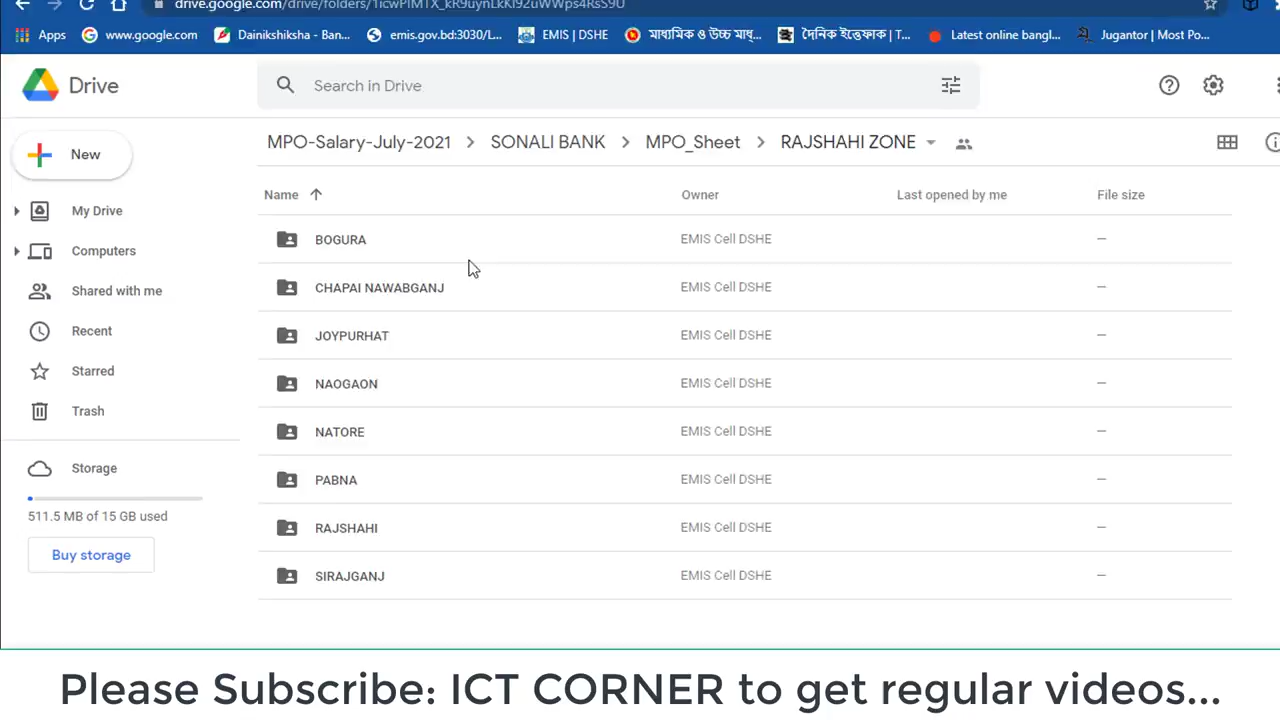 drive.google.com/drive/folders/1icwPIMTX_kR9uynLkKI92uWWps4RsS9U
Apps www.google.com Dainikshiksha - Ban... emis.gov.bd:3030/L... EMIS | DSHE মাধ্যমিক ও উচ্চ মাধ্... দৈনিক ইত্তেফাক | T... Latest online bangl... Jugantor | Most Po...
Drive
Search in Drive
New
MPO-Salary-July-2021 > SONALI BANK > MPO_Sheet > RAJSHAHI ZONE
Name Owner Last opened by me File size
My Drive
Computers
Shared with me
Recent
Starred
Trash
Storage
511.5 MB of 15 GB used
Buy storage
BOGURA EMIS Cell DSHE —
CHAPAI NAWABGANJ EMIS Cell DSHE —
JOYPURHAT EMIS Cell DSHE —
NAOGAON EMIS Cell DSHE —
NATORE EMIS Cell DSHE —
PABNA EMIS Cell DSHE —
RAJSHAHI EMIS Cell DSHE —
SIRAJGANJ EMIS Cell DSHE —
Please Subscribe: ICT CORNER to get regular videos...